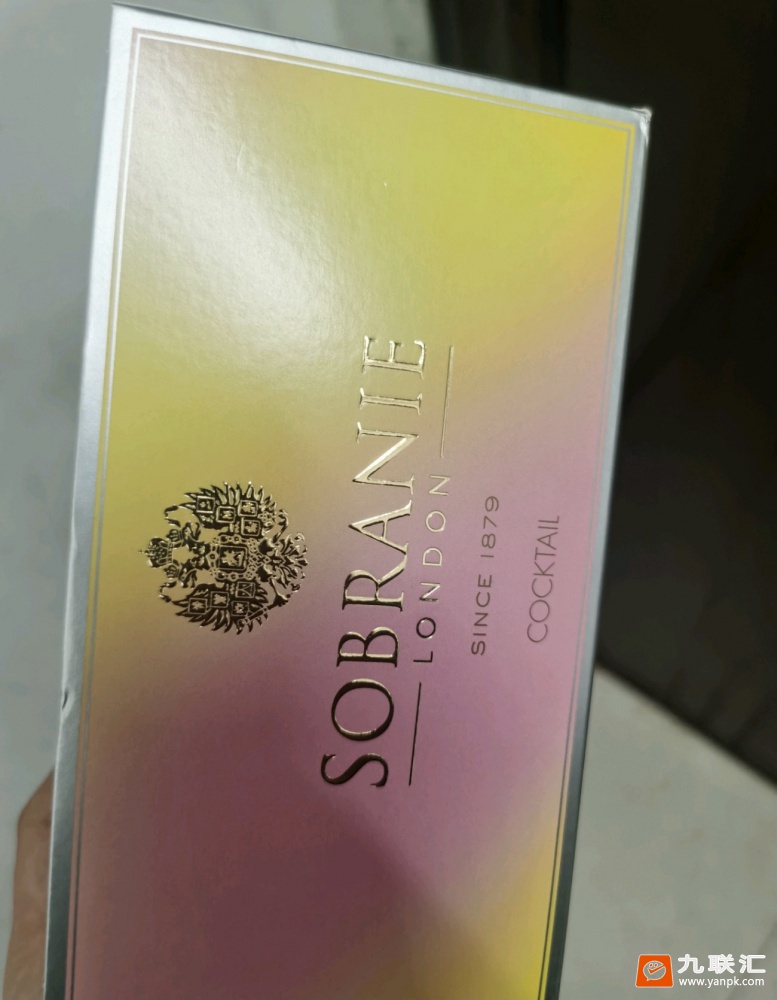 SOBRANIE
LONDON
SINCE 1879
COCKTAIL
九联汇
www.yanpk.com